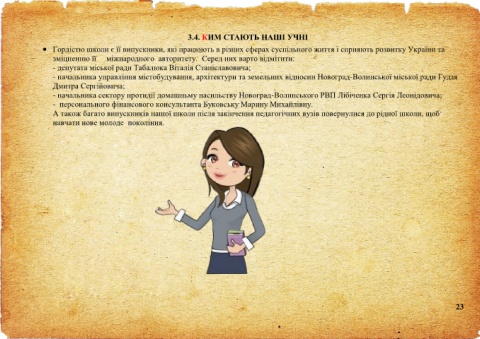 3.4. КИМ СТАЮТЬ НАШІ УЧНІ
• Гордістю школи є її випускники, які працюють в різних сферах суспільного життя і сприяють розвитку України та
зміцненню її міжнародного авторитету. Серед них варто відмітити:
- депутата міської ради Табалюка Віталія Станіславовича;
- начальника управління містобудування, архітектури та земельних відносин Новоград-Волинської міської ради Гудзя
Дмитра Сергійовича;
- начальника сектору протидії домашньому насильству Новоград-Волинського РВП Лібіченка Сергія Леонідовича;
- персонального фінансового консультанта Буковську Марину Михайлівну.
А також багато випускників нашої школи після закінчення педагогічних вузів повернулися до рідної школи, щоб
навчати нове молоде покоління.
23